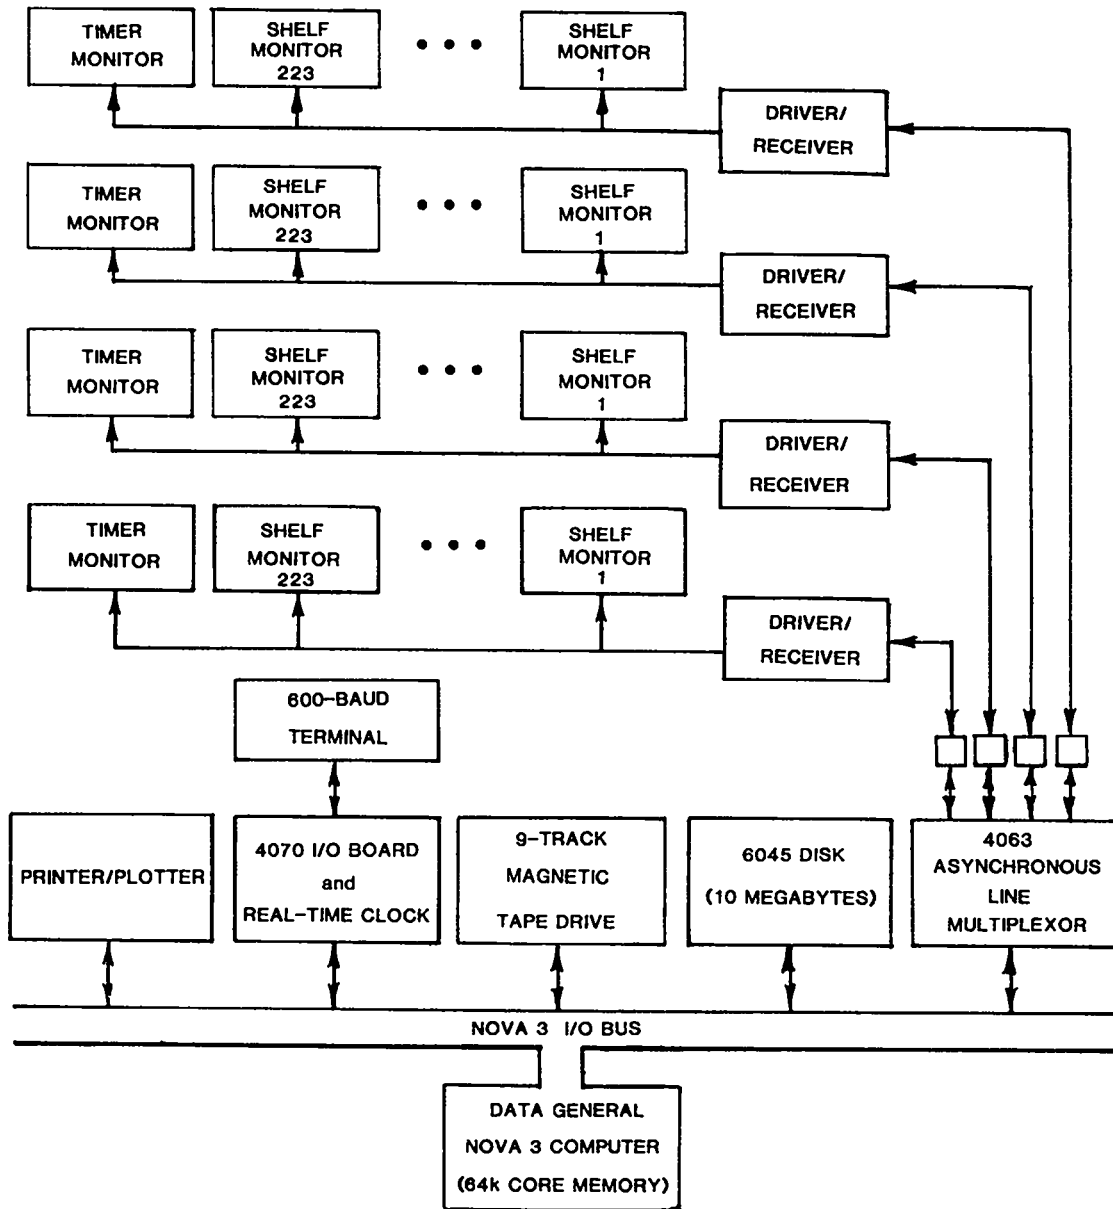 TIMER
MONITOR
SHELF
MONITOR
223
SHELF
MONITOR
1
DRIVER/
RECEIVER
TIMER
MONITOR
SHELF
MONITOR
223
SHELF
MONITOR
1
DRIVER/
RECEIVER
TIMER
MONITOR
SHELF
MONITOR
223
SHELF
MONITOR
1
DRIVER/
RECEIVER
TIMER
MONITOR
SHELF
MONITOR
223
SHELF
MONITOR
1
DRIVER/
RECEIVER
600-BAUD
TERMINAL
PRINTER/PLOTTER
4070 I/O BOARD
and
REAL-TIME CLOCK
9-TRACK
MAGNETIC
TAPE DRIVE
6045 DISK
(10 MEGABYTES)
4063
ASYNCHRONOUS
LINE
MULTIPLEXOR
NOVA 3 I/O BUS
DATA GENERAL
NOVA 3 COMPUTER
(64k CORE MEMORY)